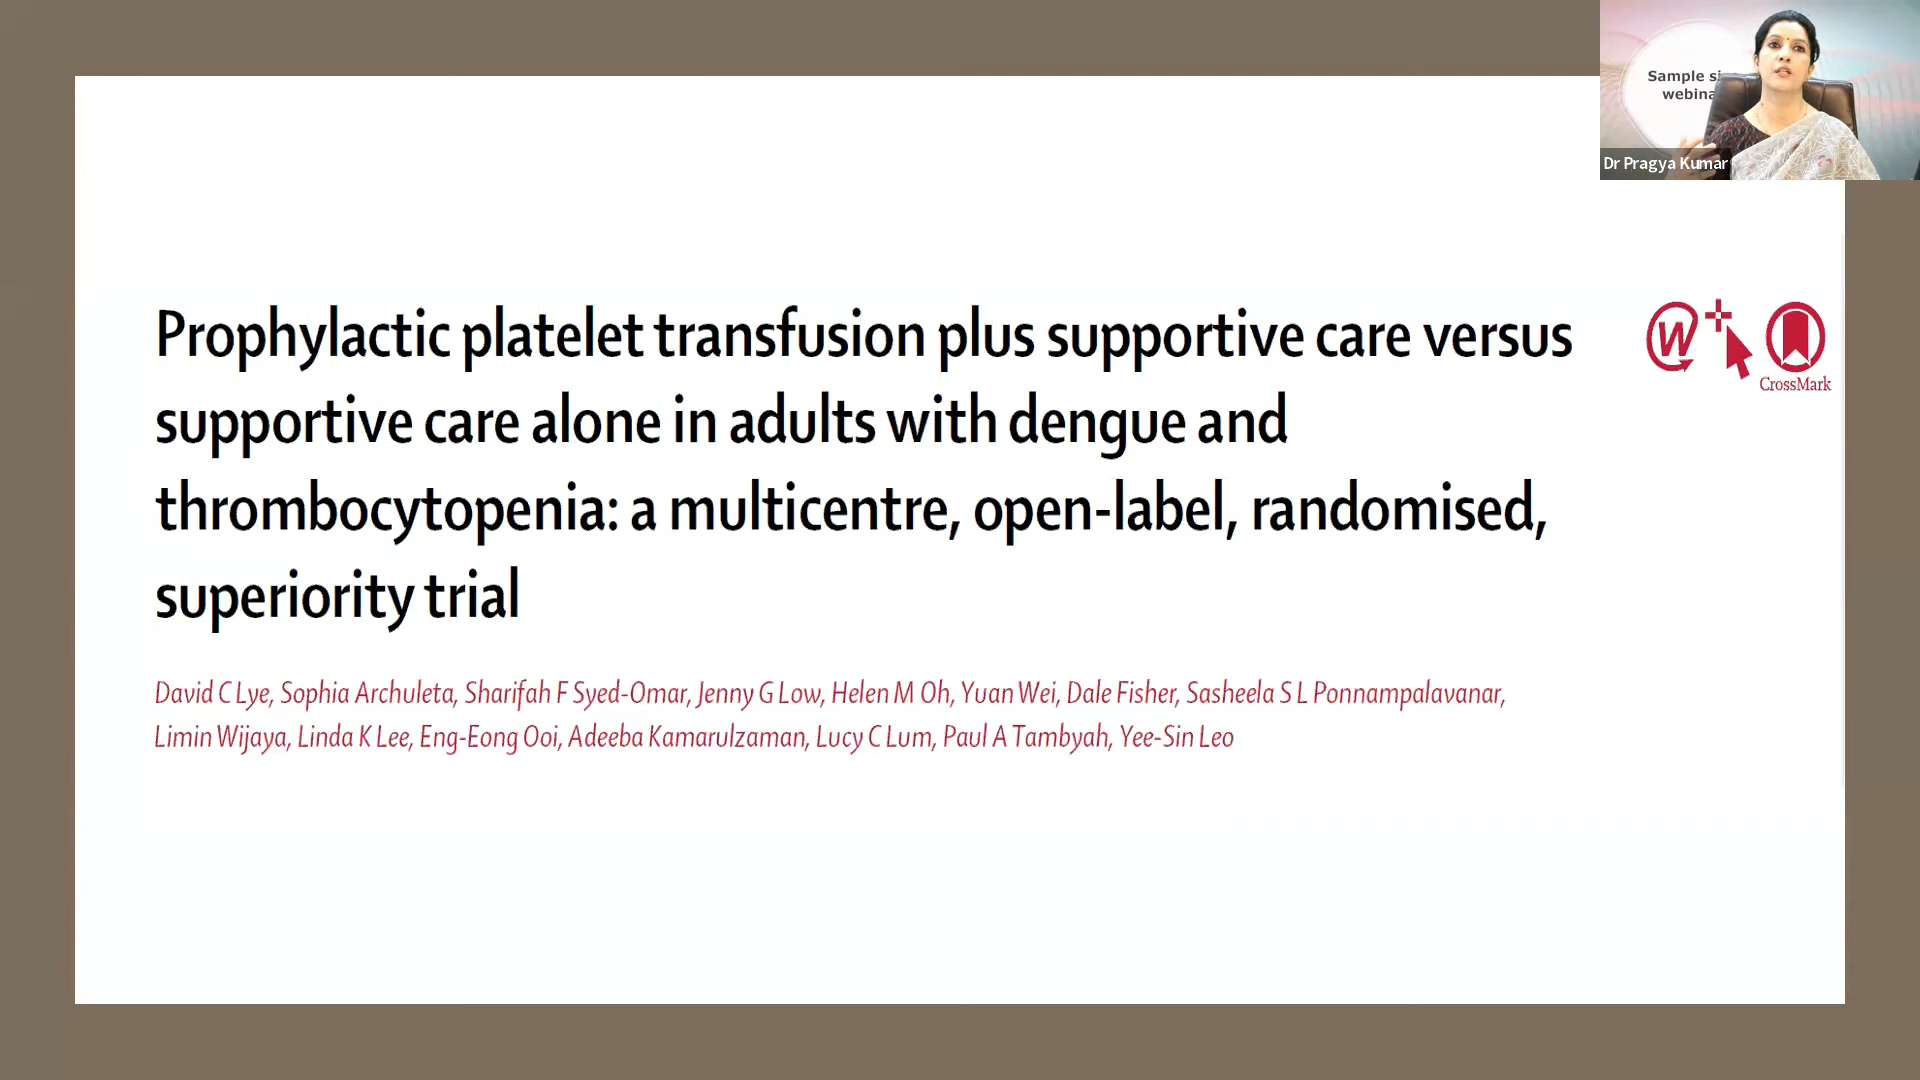 Sample
webina
Dr Pragya Kumar
Prophylactic platelet transfusion plus supportive care versus
supportive care alone in adults with dengue and
thrombocytopenia: a multicentre, open-label, randomised,
superiority trial
W
CrossMark
David C Lye, Sophia Archuleta, Sharifah F Syed-Omar, Jenny G Low, Helen M Oh, Yuan Wei, Dale Fisher, Sasheela S L Ponnampalavanar,
Limin Wijaya, Linda K Lee, Eng-Eong Ooi, Adeeba Kamarulzaman, Lucy C Lum, Paul A Tambyah, Yee-Sin Leo